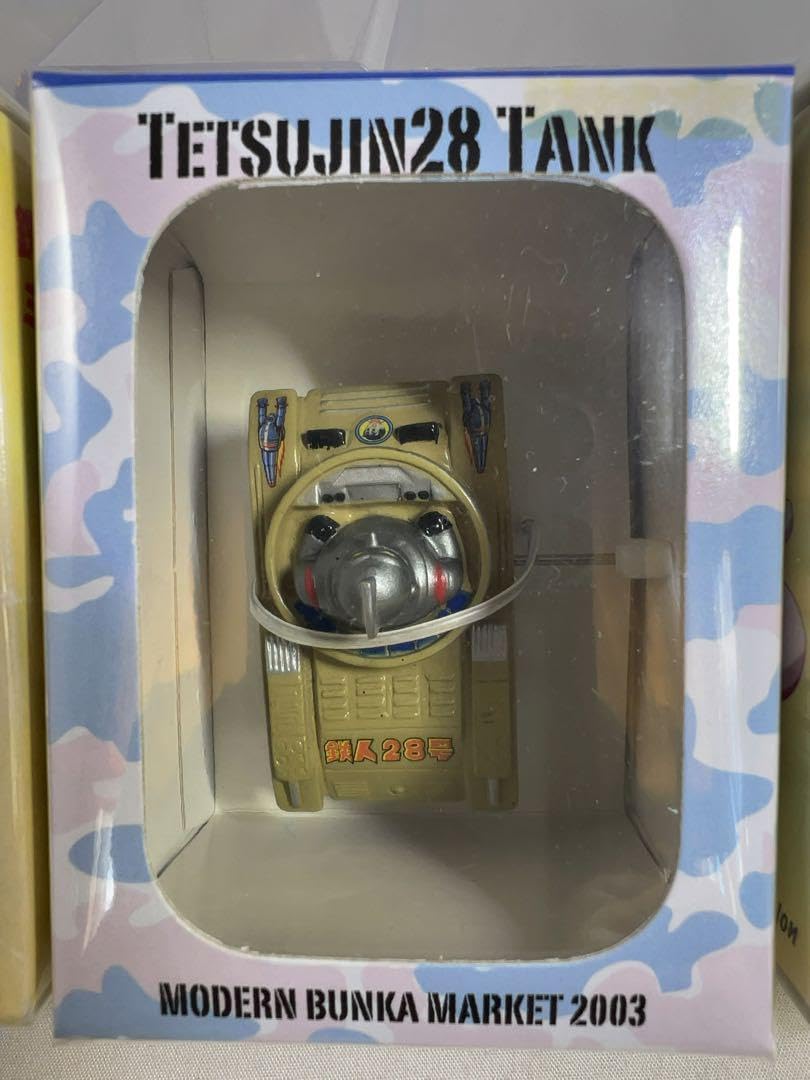 TETSUJIN28 TANK
鉄人28号
MODERN BUNKA MARKET 2003